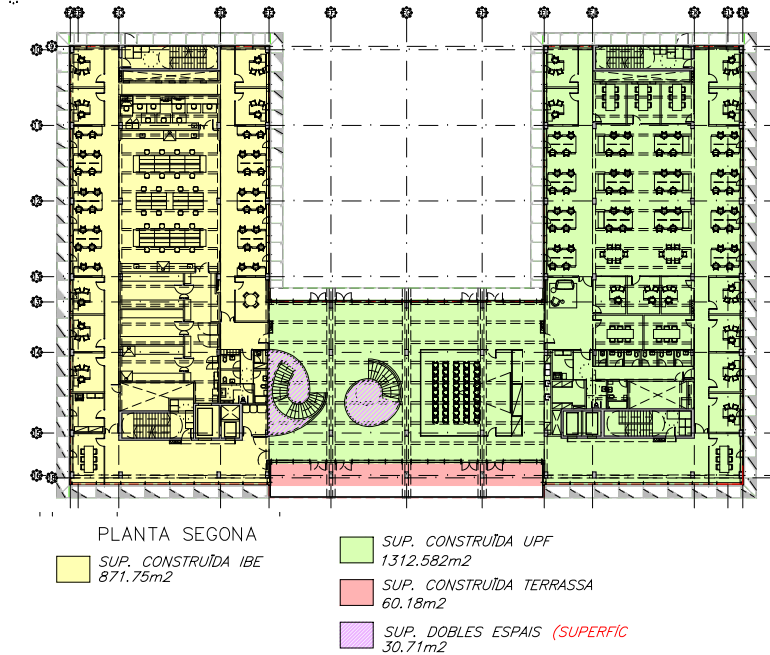 PLANTA SEGONA
SUP. CONSTRUÏDA IBE
871.75m2
SUP. CONSTRUÏDA UPF
1312.582m2
SUP. CONSTRUÏDA TERRASSA
60.18m2
SUP. DOBLES ESPAIS (SUPERFÍC
30.71m2